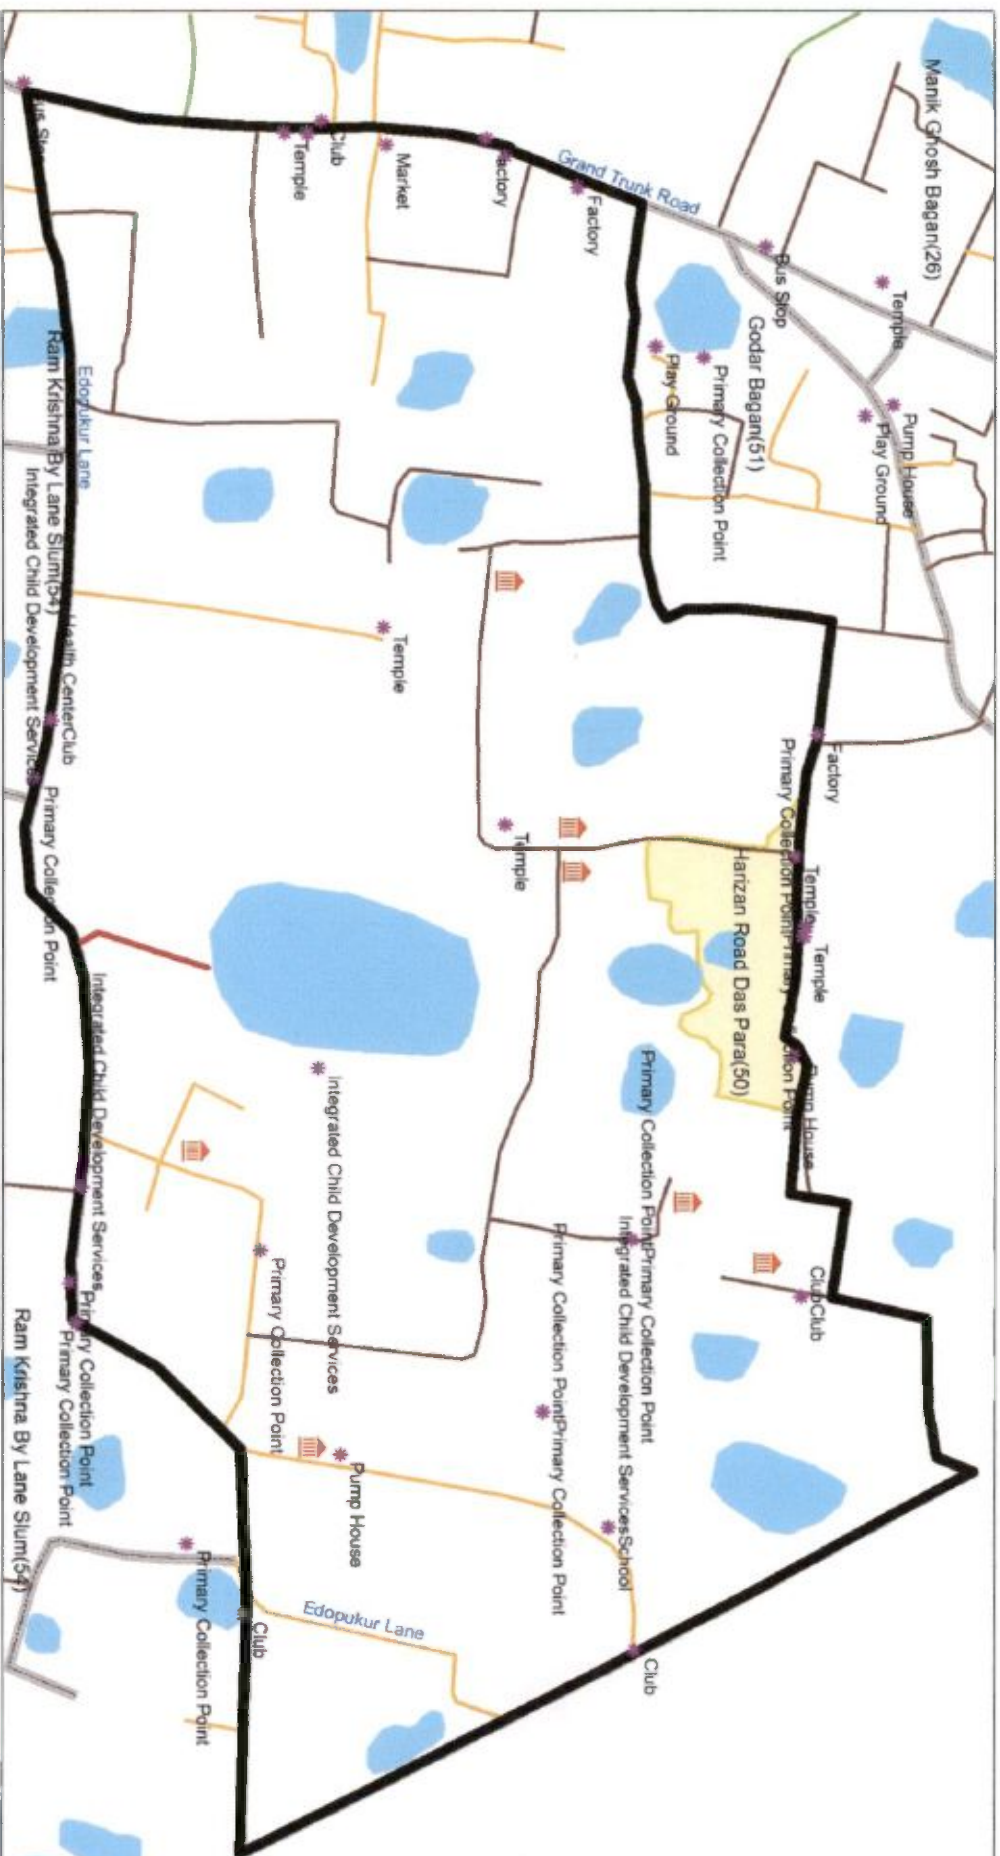 Manik Ghosh Bagan(26)
Grand Trunk Road
Bus Stop
Temple
Club
Temple
Market
Factory
Factory
Godar Bagan(51)
Primary Collection Point
Play Ground
Pump House
Play Ground
Edopukur Lane
Ram Krishna By Lane Slum(54)
Integrated Child Development Services
Health CenterClub
Temple
Factory
Primary Collection Point
Temple
Temple
Harizan Road Das Para(50)
Temple
Primary Collection Point
Integrated Child Development Services
Integrated Child Development Services
Pump House
Primary Collection PointPrimary Collection Point
Integrated Child Development ServicesSchool
Primary Collection PointPrimary Collection Point
ClubClub
Primary Collection Point
Primary Collection Point
Primary Collection Point
Ram Krishna By Lane Slum(54)
Pump House
Primary Collection Point
Edopukur Lane
Club
Club